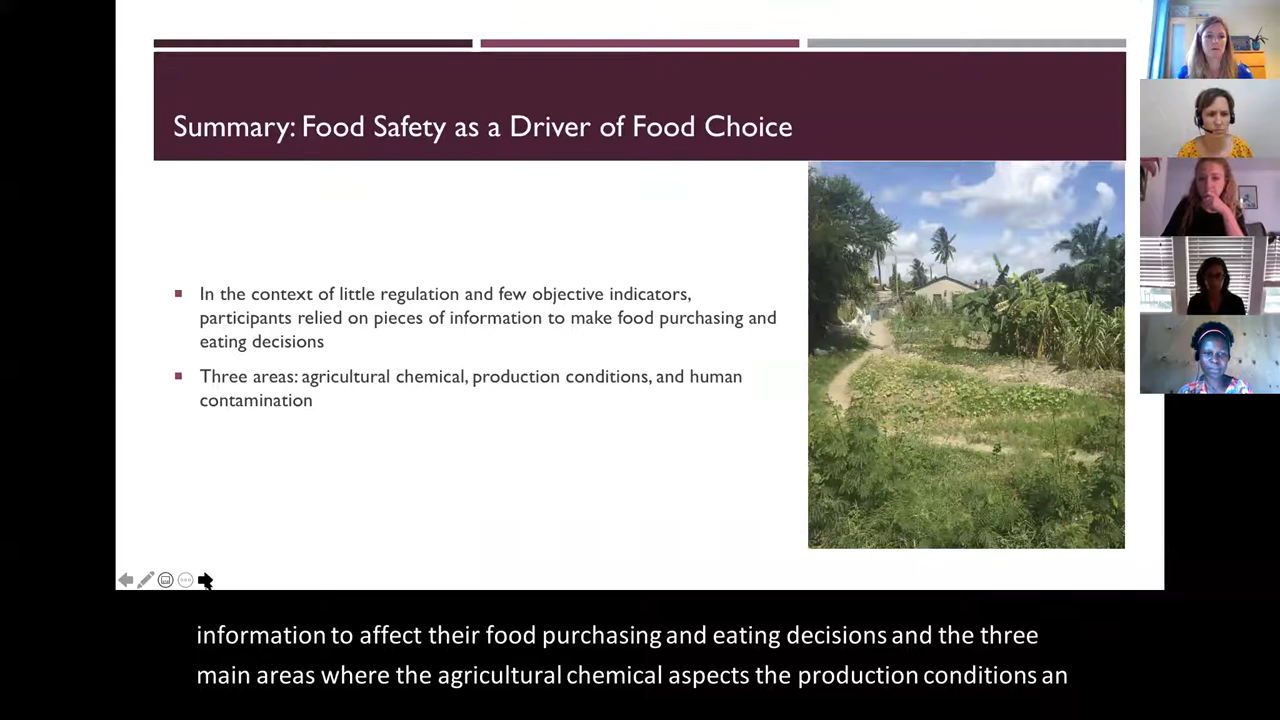 Summary: Food Safety as a Driver of Food Choice
In the context of little regulation and few objective indicators,
participants relied on pieces of information to make food purchasing and
eating decisions
Three areas: agricultural chemical, production conditions, and human
contamination
information to affect their food purchasing and eating decisions and the three
main areas where the agricultural chemical aspects the production conditions an